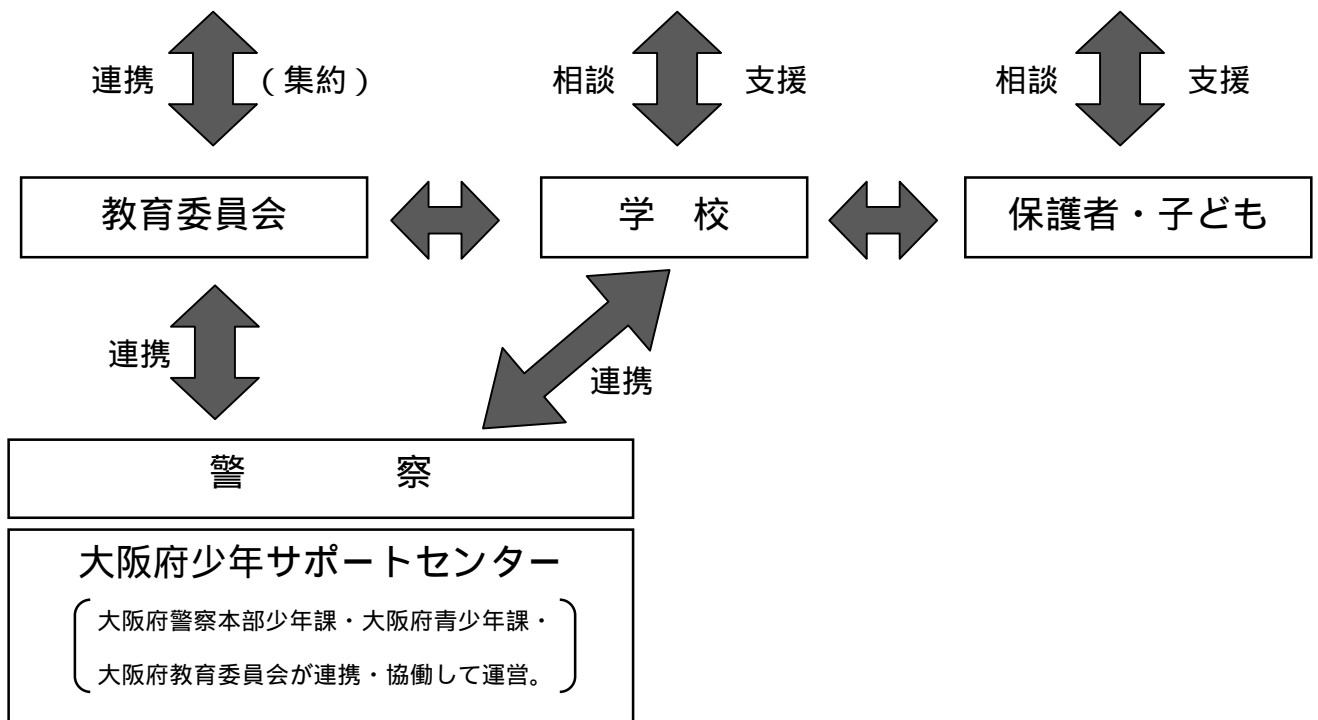 連携 (集約) 相談 支援 相談 支援
教育委員会 学 校 保護者・子ども
連携
連携
警 察
大阪府少年サポートセンター
大阪府警察本部少年課・大阪府青少年課・
大阪府教育委員会が連携・協働して運営。